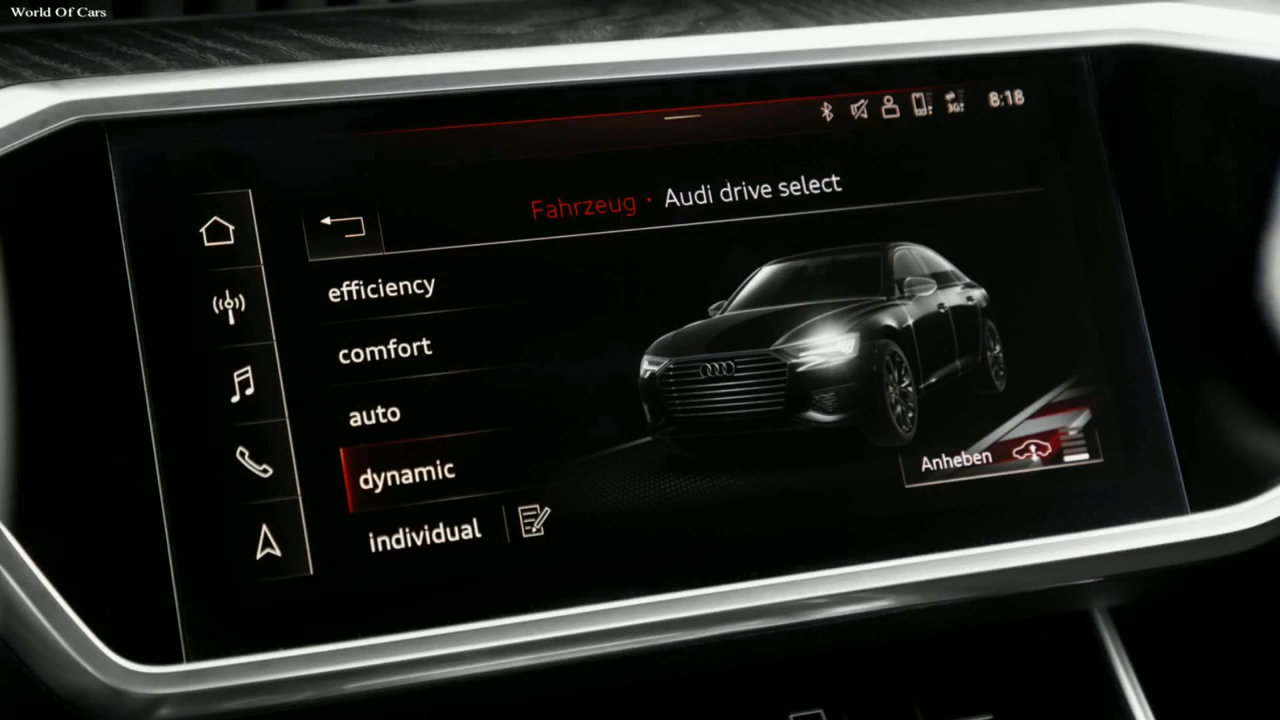 World Of Cars
3G
8:18
Fahrzeug · Audi drive select
efficiency
comfort
auto
dynamic
individual
Anheben